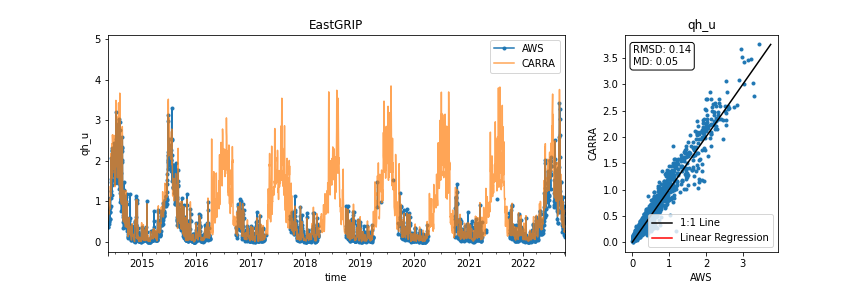 EastGRIP
qh_u
5
4
3
2
1
0
2015
2016
2017
2018
2019
2020
2021
2022
time
AWS
CARRA
qh_u
CARRA
3.5
3.0
2.5
2.0
1.5
1.0
0.5
0.0
0
1
2
3
AWS
RMSD: 0.14
MD: 0.05
1:1 Line
Linear Regression